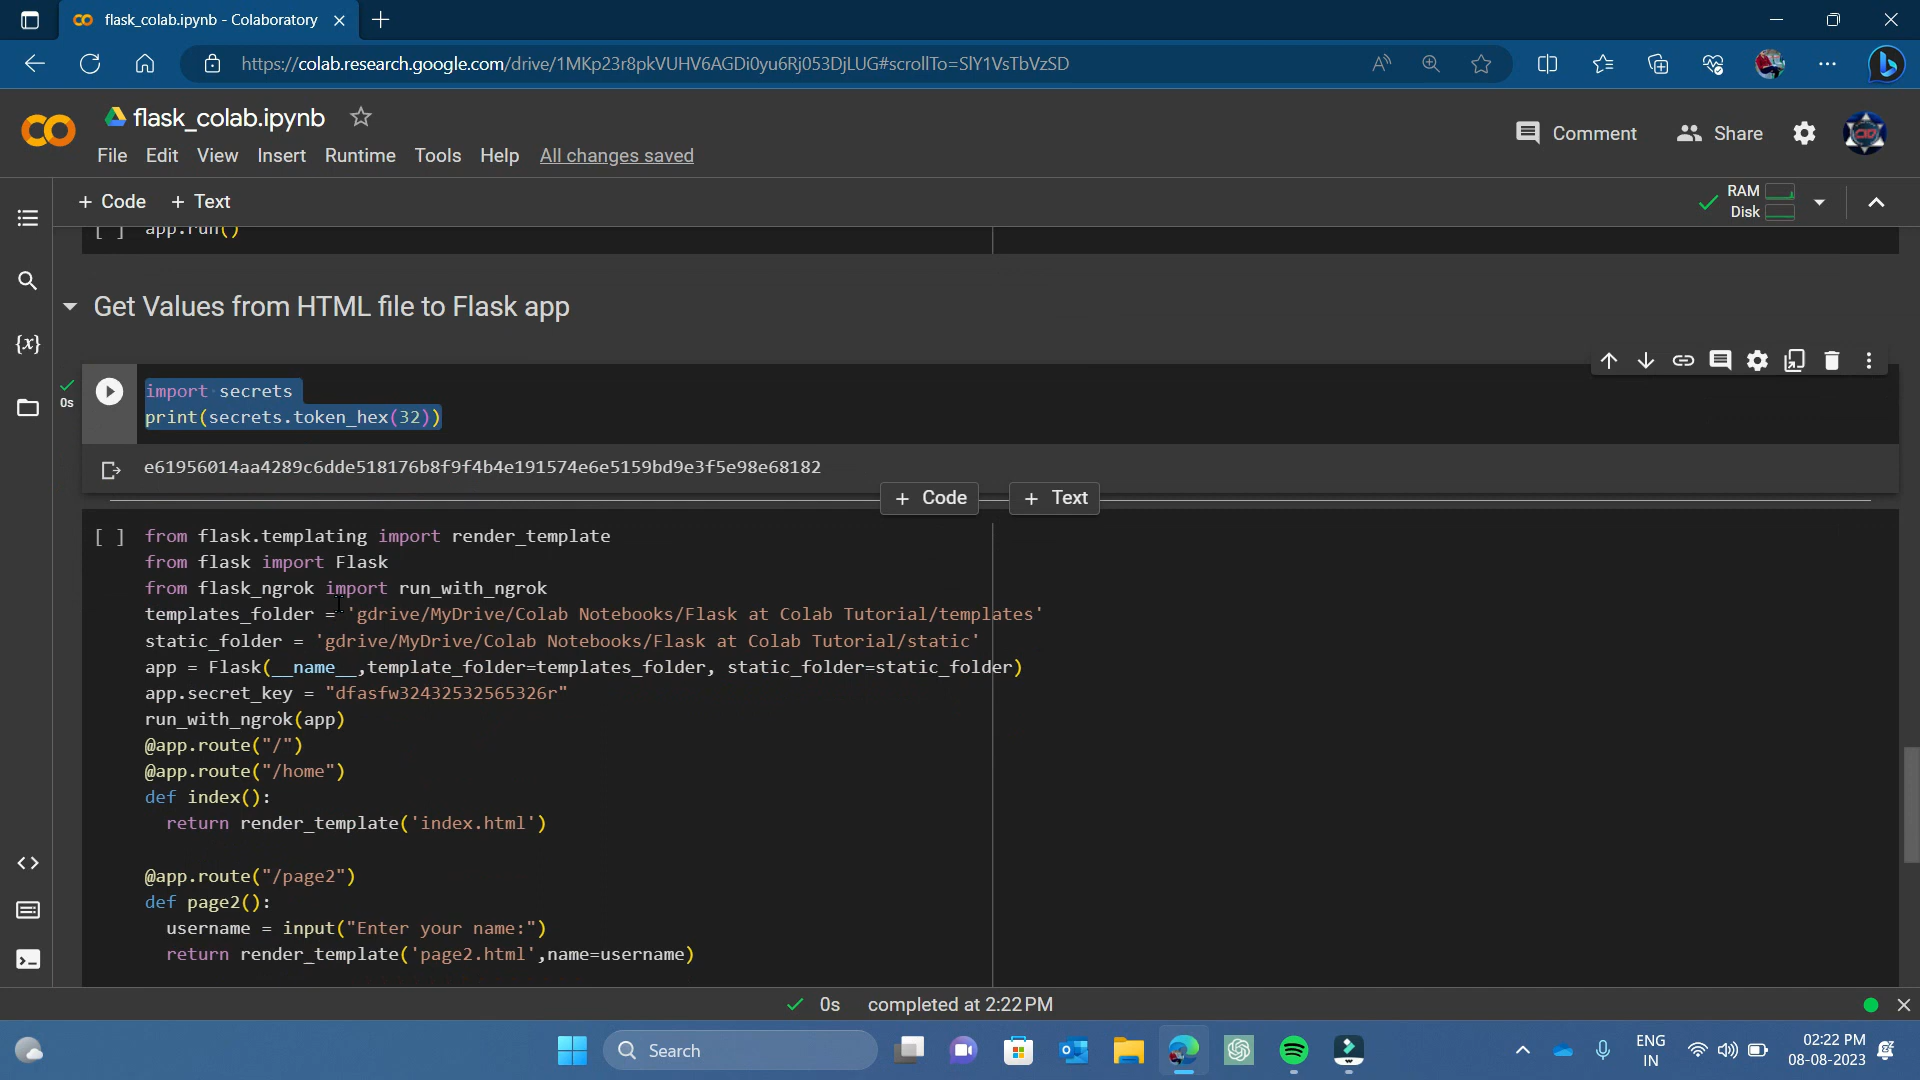 flask_colab.ipynb - Colaboratory
https://colab.research.google.com/drive/1MKp23r8pkVUHV6AGDi0yu6Rj053DjLUG#scrollTo=SlY1VsTbVzSD
flask_colab.ipynb
Comment
Share
File Edit View Insert Runtime Tools Help All changes saved
+ Code + Text
RAM
Disk
[ ] app.run()
Get Values from HTML file to Flask app
{x}
0s
import secrets
print(secrets.token_hex(32))
e61956014aa4289c6dde518176b8f9f4b4e191574e6e5159bd9e3f5e98e68182
+ Code + Text
[ ] from flask.templating import render_template
from flask import Flask
from flask_ngrok import run_with_ngrok
templates_folder = 'gdrive/MyDrive/Colab Notebooks/Flask at Colab Tutorial/templates'
static_folder = 'gdrive/MyDrive/Colab Notebooks/Flask at Colab Tutorial/static'
app = Flask(__name__,template_folder=templates_folder, static_folder=static_folder)
app.secret_key = "dfasfw32432532565326r"
run_with_ngrok(app)
@app.route("/")
@app.route("/home")
def index():
return render_template('index.html')
@app.route("/page2")
def page2():
username = input("Enter your name:")
return render_template('page2.html',name=username)
0s completed at 2:22 PM
Search
ENG
IN
02:22 PM
08-08-2023